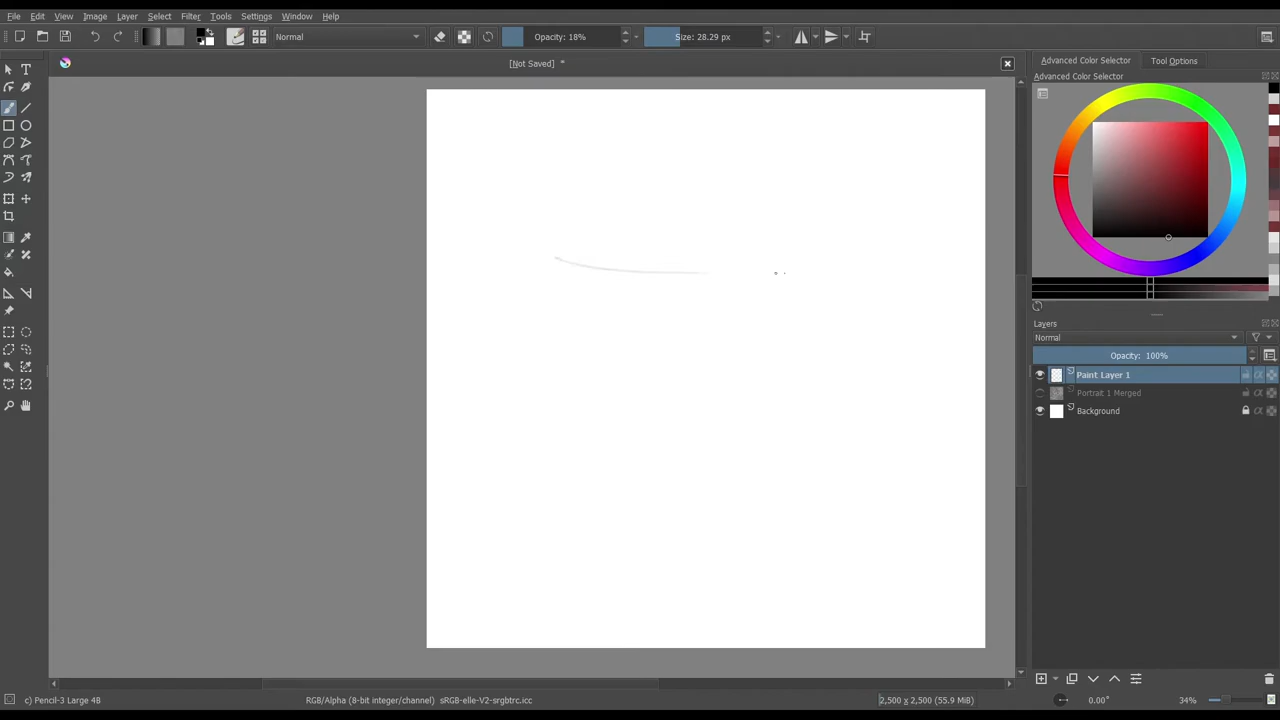 File Edit View Image Layer Select Filter Tools Settings Window Help
Normal Opacity: 18% Size: 28.29 px
[Not Saved] *
Advanced Color Selector Tool Options
Advanced Color Selector
Layers
Normal
Opacity: 100%
Paint Layer 1
Portrait 1 Merged
Background
c) Pencil-3 Large 4B RGB/Alpha (8-bit integer/channel) sRGB-elle-V2-srgbtrc.icc 2,500 x 2,500 (55.9 MiB) 0.00° 34%